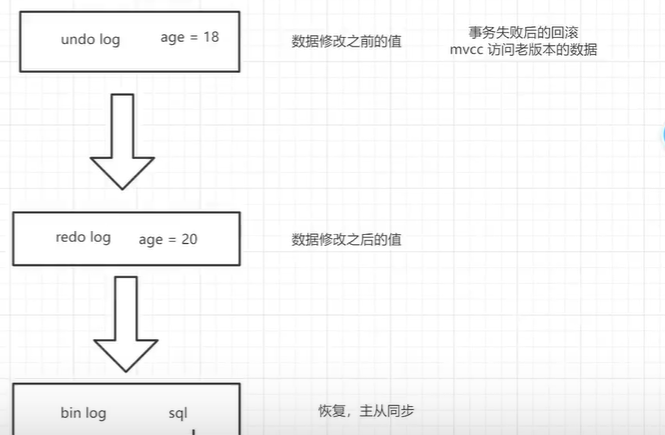 undo log age = 18 数据修改之前的值 事务失败后的回滚
mvcc 访问老版本的数据
redo log age = 20 数据修改之后的值
bin log sql 恢复，主从同步